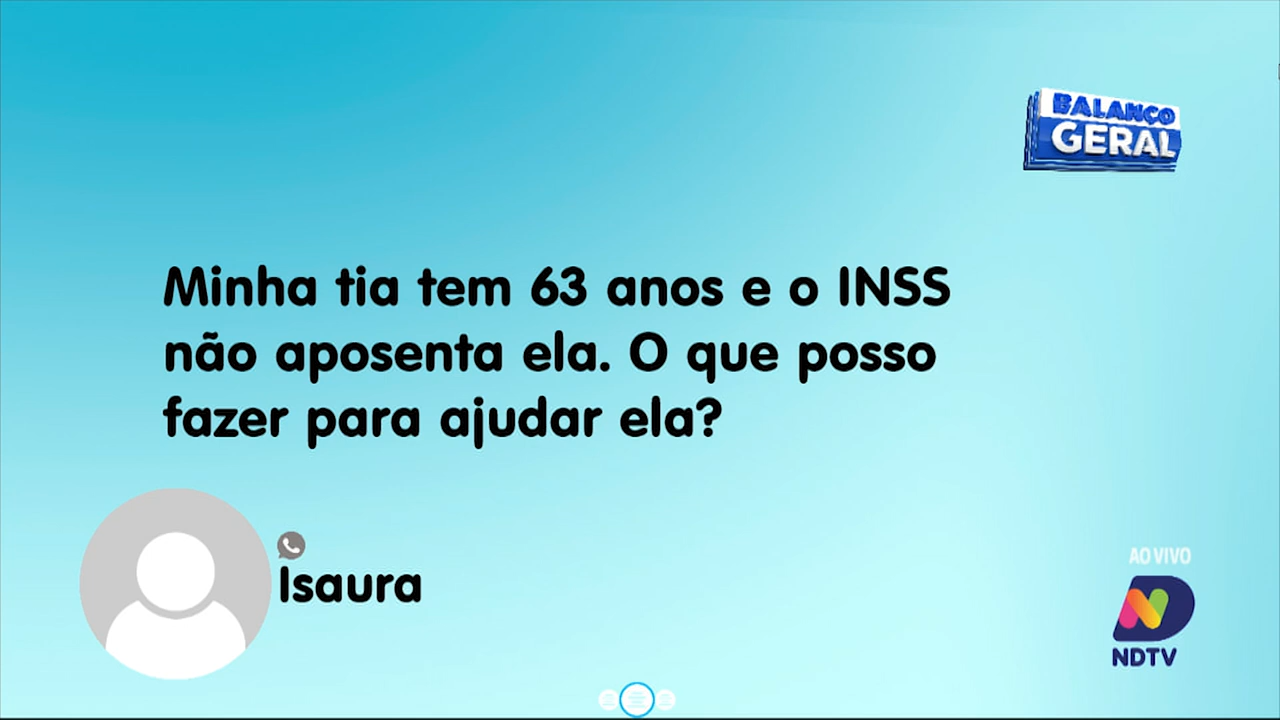 BALANÇO
GERAL
Minha tia tem 63 anos e o INSS
não aposenta ela. O que posso
fazer para ajudar ela?
Isaura
AO VIVO
NDTV